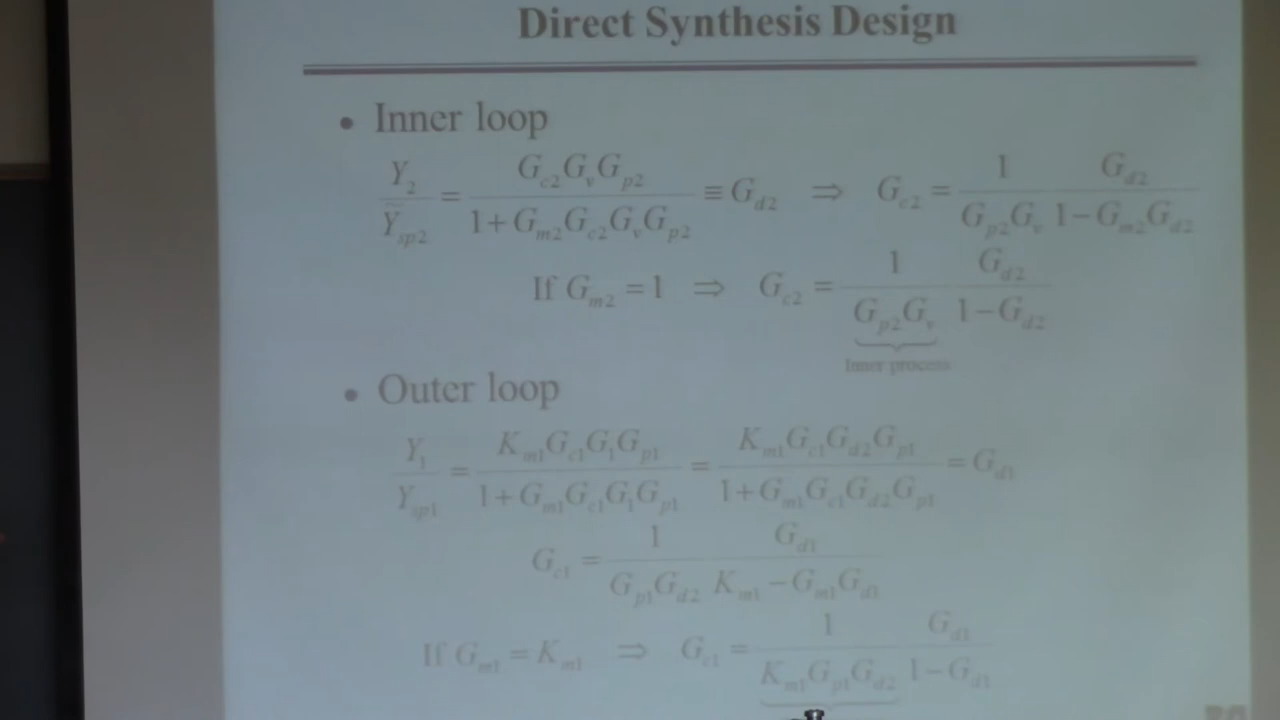 Direct Synthesis Design
• Inner loop
Y2 / Ỹsp2 = Gc2GvGp2 / 1+Gm2Gc2GvGp2 ≡ Gd2 ⇒ Gc2 = 1 / Gp2Gv Gd2 / 1−Gm2Gd2
If Gm2 = 1 ⇒ Gc2 = 1 / Gp2Gv Gd2 / 1−Gd2
Inner process
• Outer loop
Y1 / Ysp1 = Km1Gc1G1Gp1 / 1+Gm1Gc1G1Gp1 = Km1Gc1Gd2Gp1 / 1+Gm1Gc1Gd2Gp1 = Gd1
Gc1 = 1 / Gp1Gd2 Gd1 / Km1−Gm1Gd1
If Gm1 = Km1 ⇒ Gc1 = 1 / Km1Gp1Gd2 Gd1 / 1−Gd1